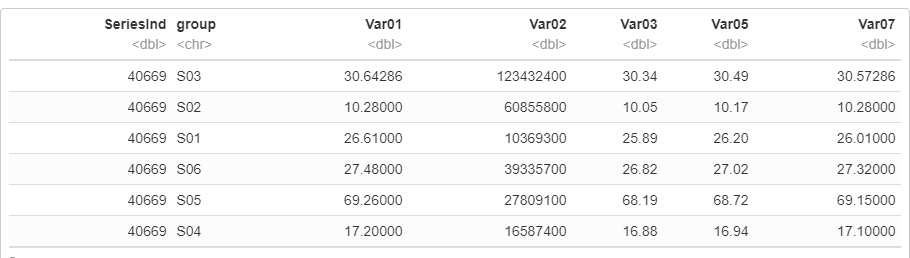 SeriesInd group Var01 Var02 Var03 Var05 Var07
<dbl> <chr> <dbl> <dbl> <dbl> <dbl> <dbl>
40669 S03 30.64286 123432400 30.34 30.49 30.57286
40669 S02 10.28000 60855800 10.05 10.17 10.28000
40669 S01 26.61000 10369300 25.89 26.20 26.01000
40669 S06 27.48000 39335700 26.82 27.02 27.32000
40669 S05 69.26000 27809100 68.19 68.72 69.15000
40669 S04 17.20000 16587400 16.88 16.94 17.10000